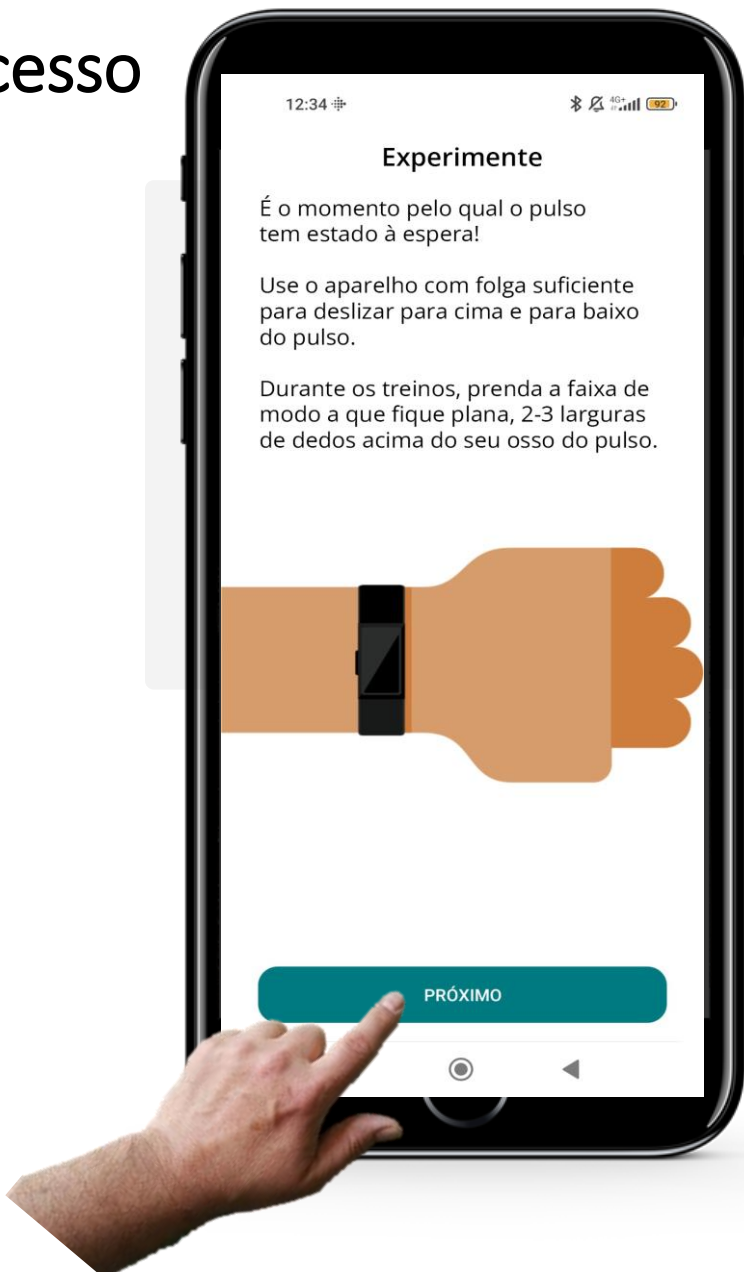 cesso
12:34
4G+
92
Experimente
É o momento pelo qual o pulso
tem estado à espera!
Use o aparelho com folga suficiente
para deslizar para cima e para baixo
do pulso.
Durante os treinos, prenda a faixa de
modo a que fique plana, 2-3 larguras
de dedos acima do seu osso do pulso.
PRÓXIMO